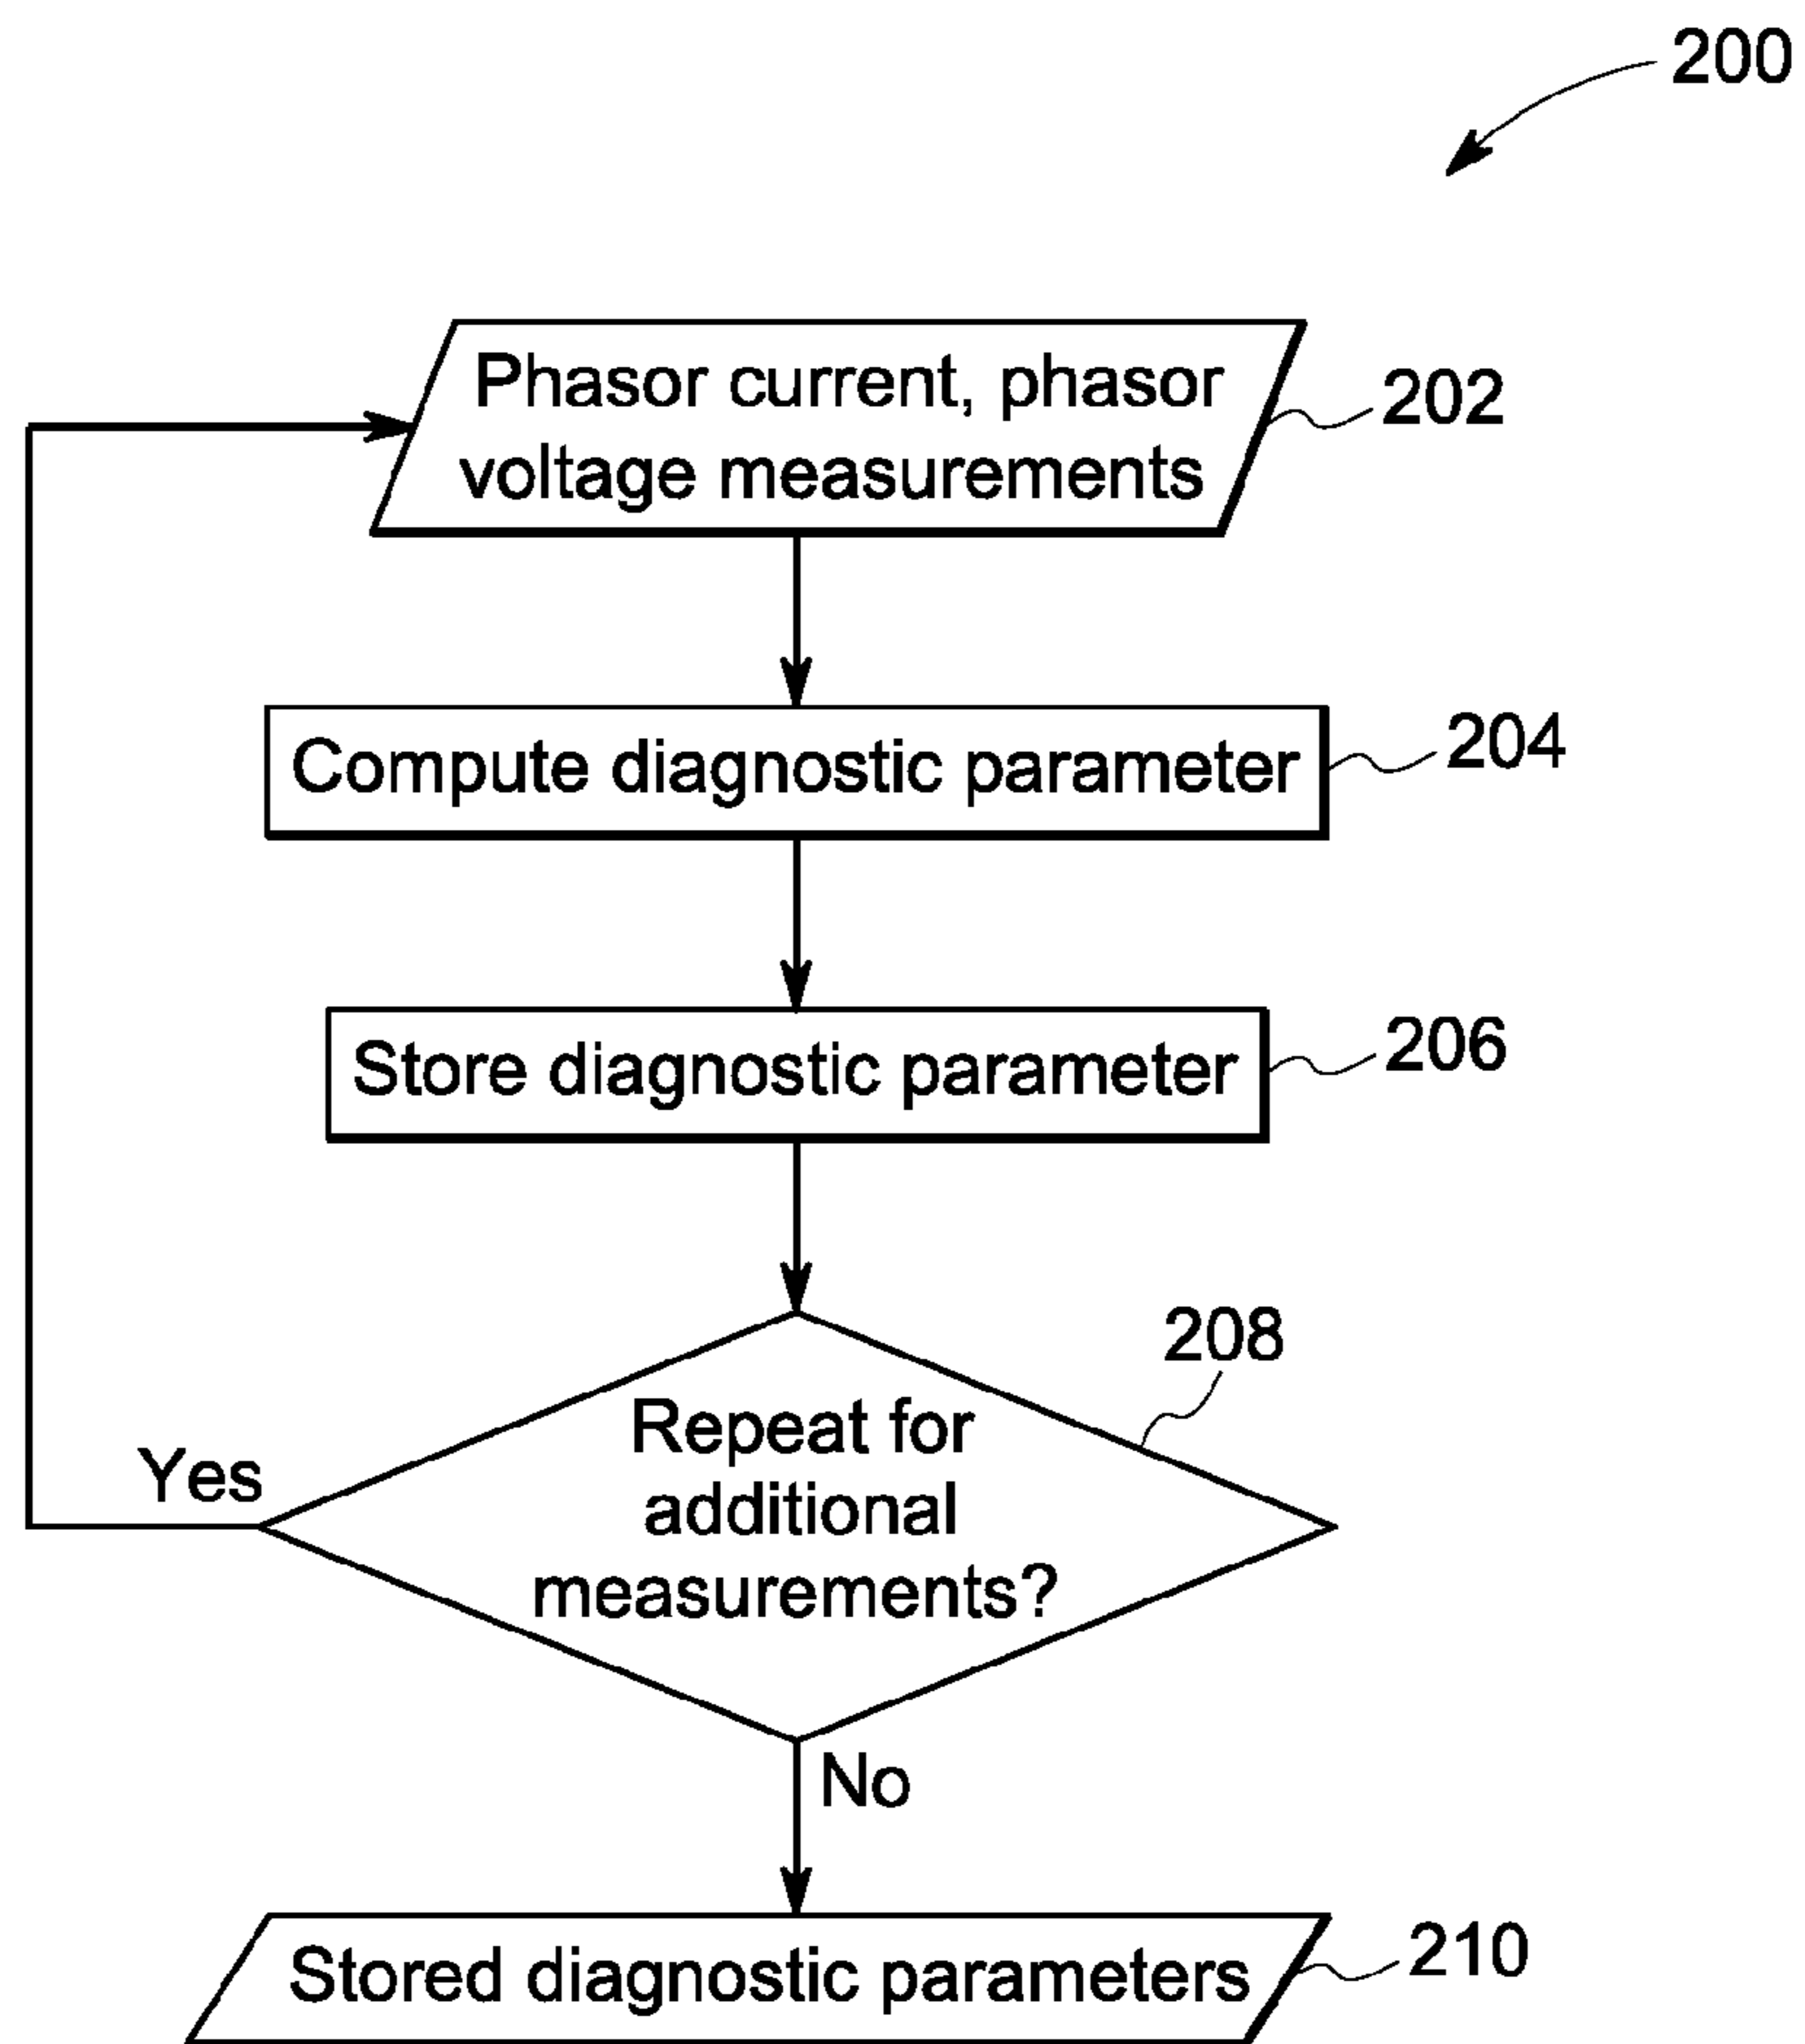 200
Phasor current, phasor
voltage measurements
202
Compute diagnostic parameter
204
Store diagnostic parameter
206
208
Repeat for
additional
measurements?
Yes
No
Stored diagnostic parameters
210